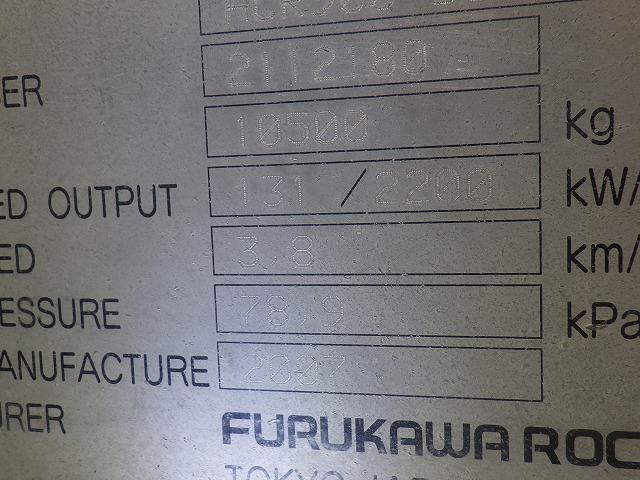 BER 2112180
10500 kg
ED OUTPUT 131 / 2200 kW/
ED 3.8 km/
ESSURE 78.9 kPa
ANUFACTURE 2007
URER FURUKAWA ROC